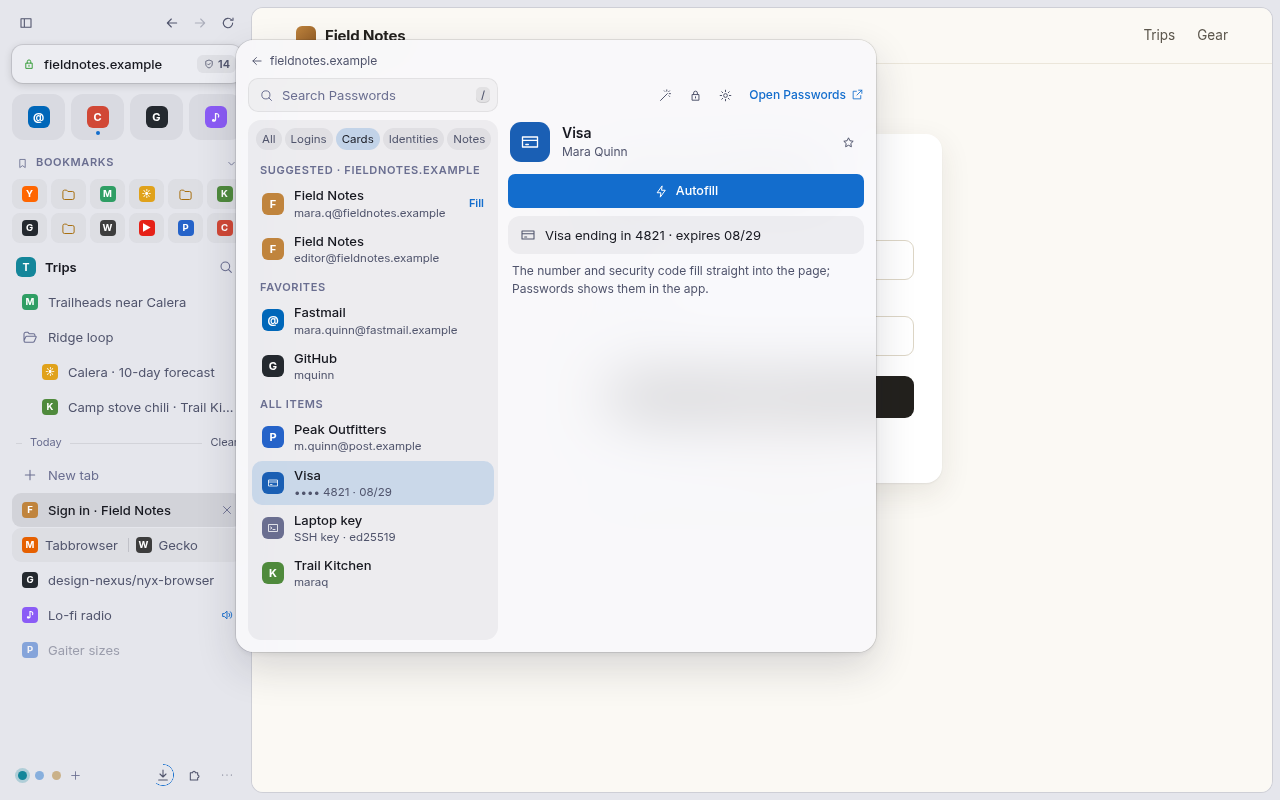 fieldnotes.example
14
@
C
G
BOOKMARKS
Y
M
K
G
W
P
C
T
Trips
M
Trailheads near Calera
Ridge loop
Calera · 10-day forecast
K
Camp stove chili · Trail Ki…
Today
Clear
New tab
F
Sign in · Field Notes
M
Tabbrowser
W
Gecko
G
design-nexus/nyx-browser
Lo-fi radio
P
Gaiter sizes
Field Notes
Trips
Gear
fieldnotes.example
Search Passwords
/
Open Passwords
All
Logins
Cards
Identities
Notes
SUGGESTED · FIELDNOTES.EXAMPLE
F
Field Notes
mara.q@fieldnotes.example
Fill
F
Field Notes
editor@fieldnotes.example
FAVORITES
@
Fastmail
mara.quinn@fastmail.example
G
GitHub
mquinn
ALL ITEMS
P
Peak Outfitters
m.quinn@post.example
Visa
•••• 4821 · 08/29
Laptop key
SSH key · ed25519
K
Trail Kitchen
maraq
Visa
Mara Quinn
Autofill
Visa ending in 4821 · expires 08/29
The number and security code fill straight into the page;
Passwords shows them in the app.